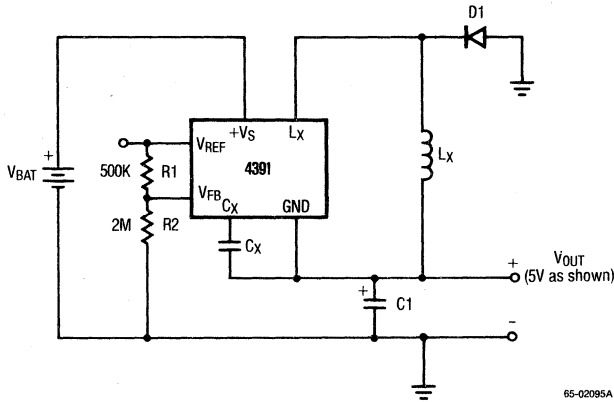 D1
+VS LX
VREF
4391
LX
+
VBAT
500K R1
VFB
CX GND
2M R2
CX
+
VOUT
(5V as shown)
+
C1
-
65-02095A